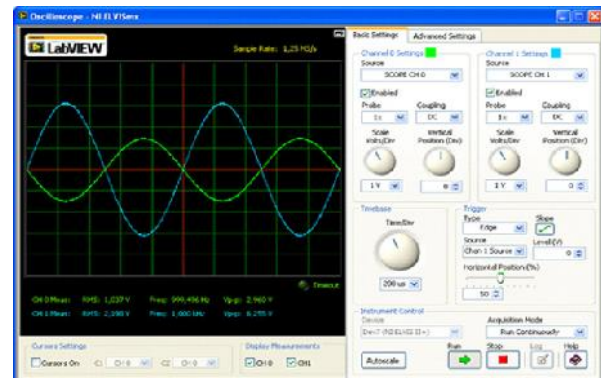 Oscilloscope - NI ELVISmx
LabVIEW
Sample Rate: 1,25 MS/s
Timeout
CH 0 Meas: RMS: 1,037 V Freq: 999,496 Hz Vp-p: 2,960 V
CH 1 Meas: RMS: 2,198 V Freq: 1,000 kHz Vp-p: 6,255 V
Cursors Settings
Cursors On C1 CH 0 C2 CH 0
Display Measurements
CH 0 CH1
Basic Settings Advanced Settings
Channel 0 Settings
Source
SCOPE CH 0
Enabled
Probe Coupling
1x DC
Scale Vertical
Volts/Div Position (Div)
1 V 0
Channel 1 Settings
Source
SCOPE CH 1
Enabled
Probe Coupling
1x DC
Scale Vertical
Volts/Div Position (Div)
1 V 0
Timebase
Time/Div
200 us
Trigger
Type Slope
Edge
Source Level (V)
Chan 1 Source 0
Horizontal Position (%)
50
Instrument Control
Device Acquisition Mode
Dev7 (NI ELVIS II+) Run Continuously
Run Stop Log Help
Autoscale